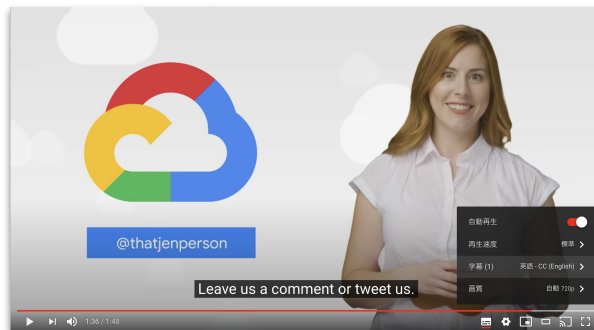 @thatjenperson
自動再生
再生速度 標準
字幕 (1) 英語 - CC (English)
画質 自動 720p
Leave us a comment or tweet us.
1:36 / 1:48